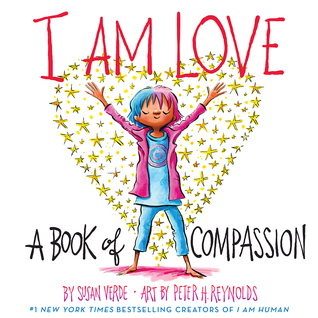 I AM LOVE
A BOOK of COMPASSION
BY SUSAN VERDE • ART BY PETER H. REYNOLDS
#1 NEW YORK TIMES BESTSELLING CREATORS OF I AM HUMAN